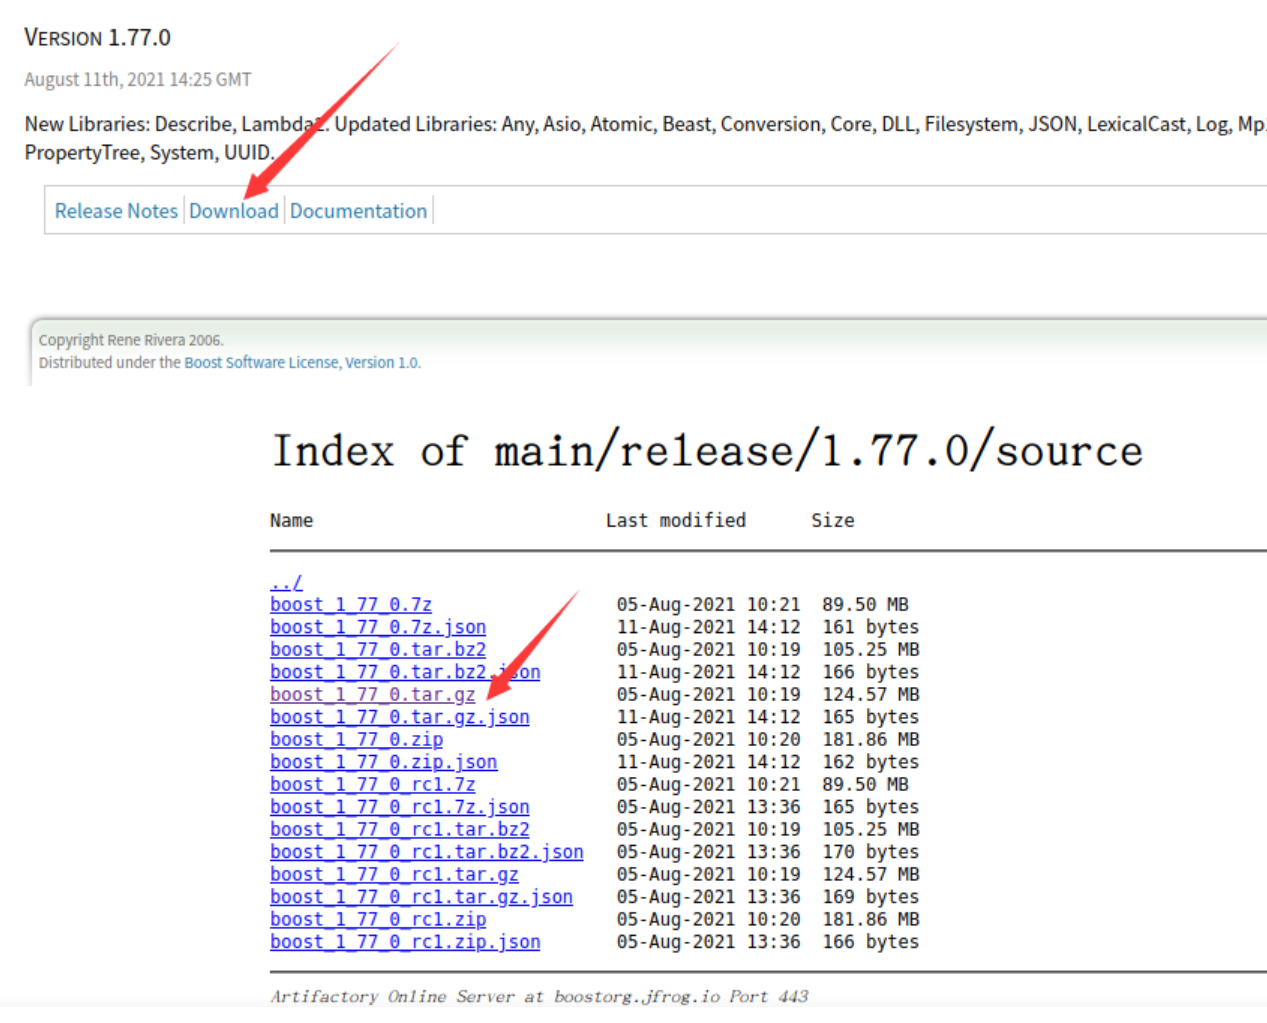 VERSION 1.77.0
August 11th, 2021 14:25 GMT
New Libraries: Describe, Lambda2. Updated Libraries: Any, Asio, Atomic, Beast, Conversion, Core, DLL, Filesystem, JSON, LexicalCast, Log,
PropertyTree, System, UUID.
Release Notes Download Documentation
Copyright Rene Rivera 2006.
Distributed under the Boost Software License, Version 1.0.
Index of main/release/1.77.0/source
Name Last modified Size
../
boost_1_77_0.7z 05-Aug-2021 10:21 89.50 MB
boost_1_77_0.7z.json 11-Aug-2021 14:12 161 bytes
boost_1_77_0.tar.bz2 05-Aug-2021 10:19 105.25 MB
boost_1_77_0.tar.bz2.json 11-Aug-2021 14:12 166 bytes
boost_1_77_0.tar.gz 05-Aug-2021 10:19 124.57 MB
boost_1_77_0.tar.gz.json 11-Aug-2021 14:12 165 bytes
boost_1_77_0.zip 05-Aug-2021 10:20 181.86 MB
boost_1_77_0.zip.json 11-Aug-2021 14:12 162 bytes
boost_1_77_0_rc1.7z 05-Aug-2021 10:21 89.50 MB
boost_1_77_0_rc1.7z.json 05-Aug-2021 13:36 165 bytes
boost_1_77_0_rc1.tar.bz2 05-Aug-2021 10:19 105.25 MB
boost_1_77_0_rc1.tar.bz2.json 05-Aug-2021 13:36 170 bytes
boost_1_77_0_rc1.tar.gz 05-Aug-2021 10:19 124.57 MB
boost_1_77_0_rc1.tar.gz.json 05-Aug-2021 13:36 169 bytes
boost_1_77_0_rc1.zip 05-Aug-2021 10:20 181.86 MB
boost_1_77_0_rc1.zip.json 05-Aug-2021 13:36 166 bytes
Artifactory Online Server at boostorg.jfrog.io Port 443